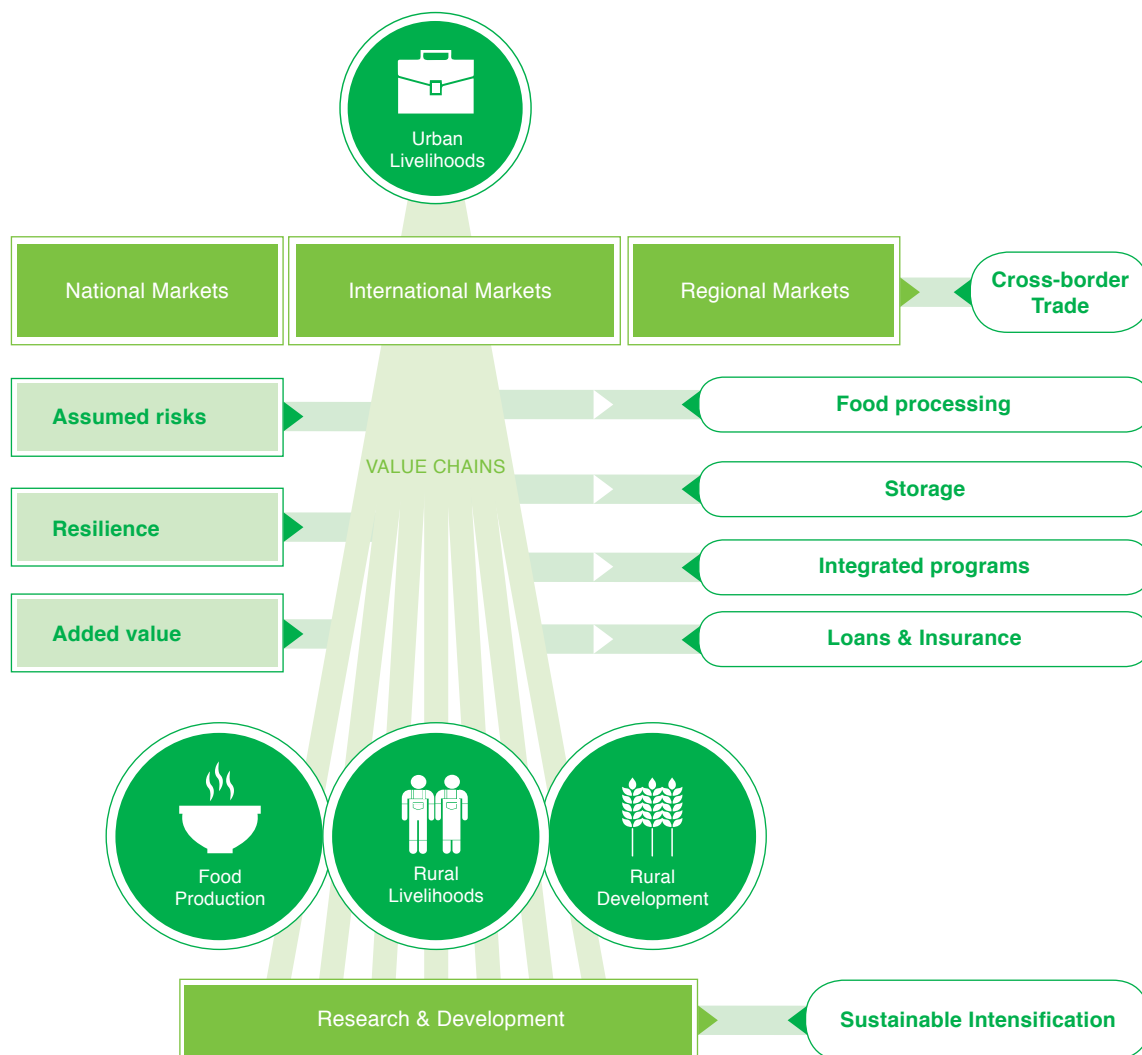 Urban
Livelihoods
National Markets
International Markets
Regional Markets
Cross-border
Trade
Assumed risks
Food processing
VALUE CHAINS
Storage
Resilience
Integrated programs
Added value
Loans & Insurance
Food
Production
Rural
Livelihoods
Rural
Development
Research & Development
Sustainable Intensification